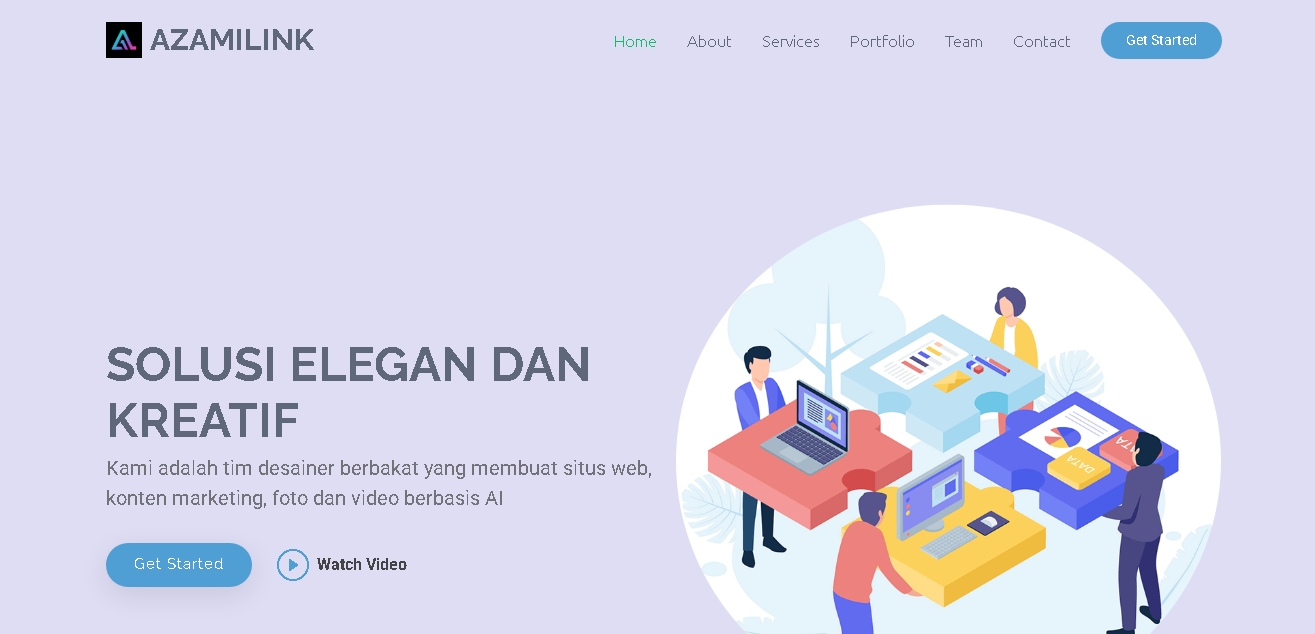 AZAMILINK
Home About Services Portfolio Team Contact Get Started
SOLUSI ELEGAN DAN
KREATIF
Kami adalah tim desainer berbakat yang membuat situs web,
konten marketing, foto dan video berbasis AI
Get Started Watch Video
DATA
DATA